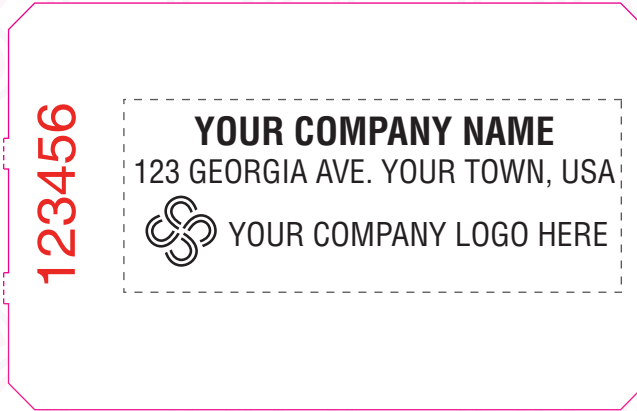 123456
YOUR COMPANY NAME
123 GEORGIA AVE. YOUR TOWN, USA
YOUR COMPANY LOGO HERE